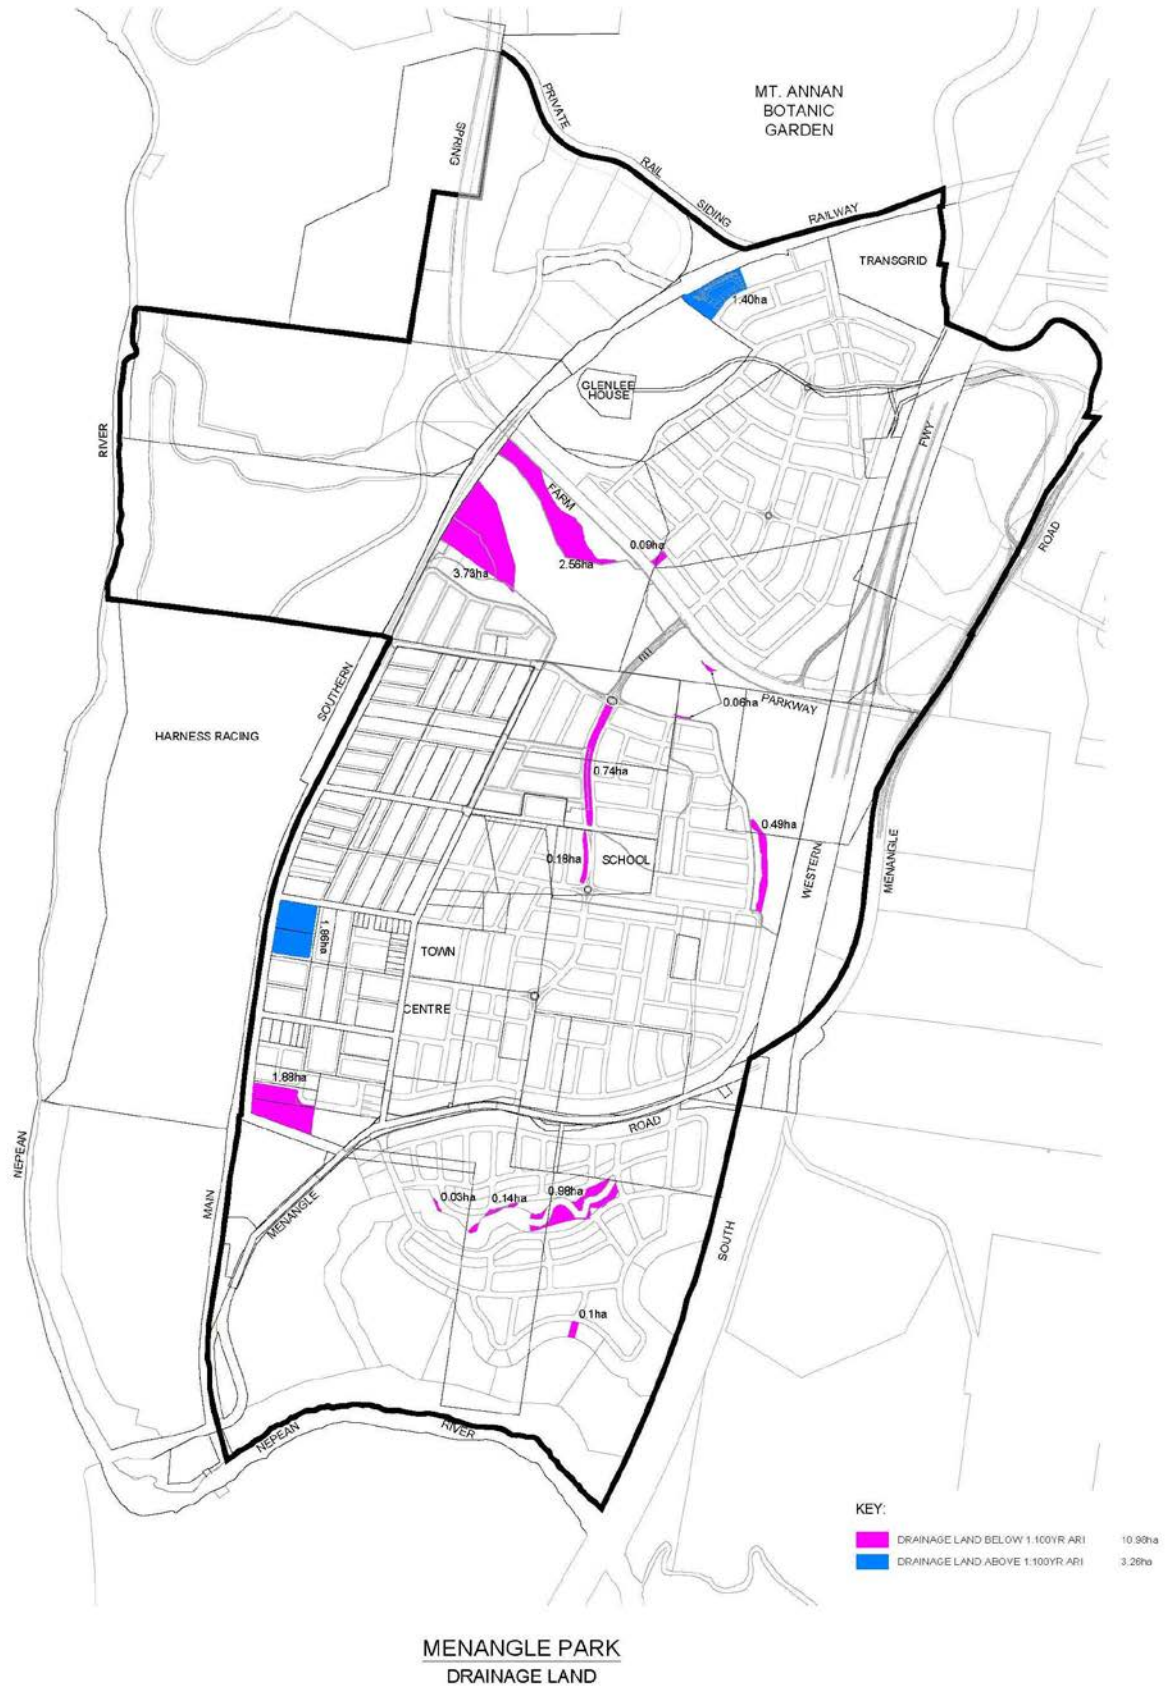 MT. ANNAN
BOTANIC
GARDEN
PRIVATE
RAIL
SIDING
RAILWAY
SPRING
TRANSGRID
1.40ha
GLENLEE
HOUSE
RIVER
FWY
FARM
ROAD
0.09ha
2.56ha
3.73ha
SOUTHERN
0.06ha
PARKWAY
HARNESS RACING
0.74ha
0.49ha
MENANGLE
WESTERN
SCHOOL
1.86ha
TOWN
CENTRE
1.88ha
ROAD
NEPEAN
MAIN
MENANGLE
0.03ha
0.14ha
0.98ha
SOUTH
0.1ha
NEPEAN
RIVER
KEY:
DRAINAGE LAND BELOW 1:100YR ARI 10.98ha
DRAINAGE LAND ABOVE 1:100YR ARI 3.26ha
MENANGLE PARK
DRAINAGE LAND